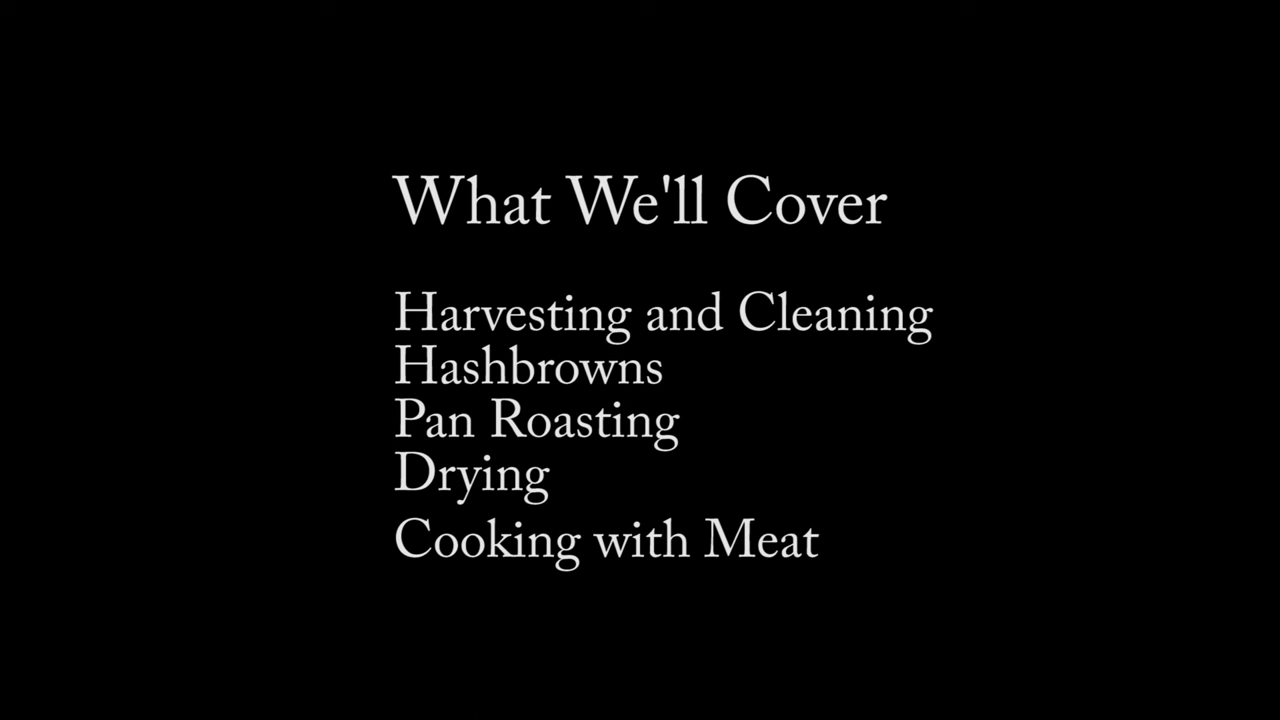 What We'll Cover
Harvesting and Cleaning
Hashbrowns
Pan Roasting
Drying
Cooking with Meat